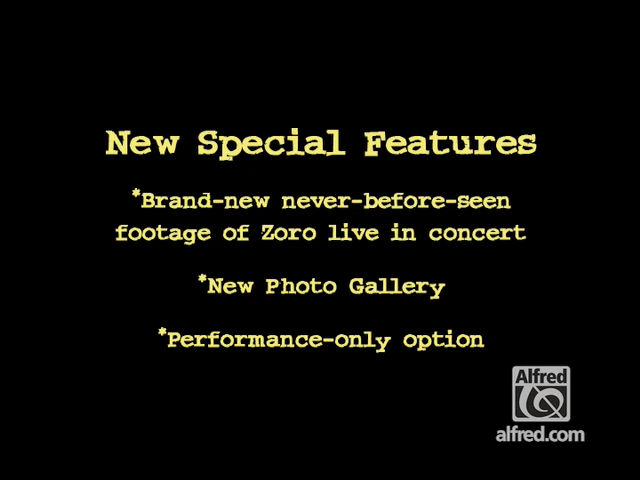 New Special Features
*Brand-new never-before-seen
footage of Zoro live in concert
*New Photo Gallery
*Performance-only option
Alfred
alfred.com